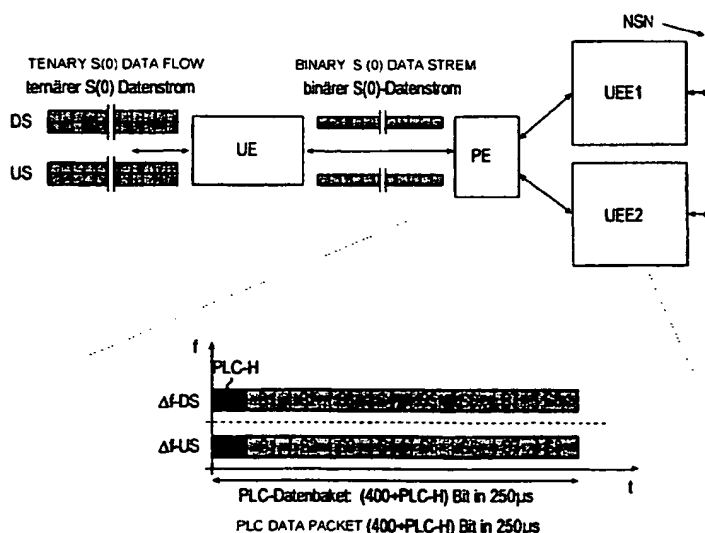 NSN
TENARY S(0) DATA FLOW
ternärer S(0) Datenstrom
BINARY S (0) DATA STREM
binärer S(0)-Datenstrom
DS
US
UE
PE
UEE1
UEE2
f
PLC-H
Δf-DS
Δf-US
t
PLC-Datenbaket: (400+PLC-H) Bit in 250µs
PLC DATA PACKET (400+PLC-H) Bit in 250µs